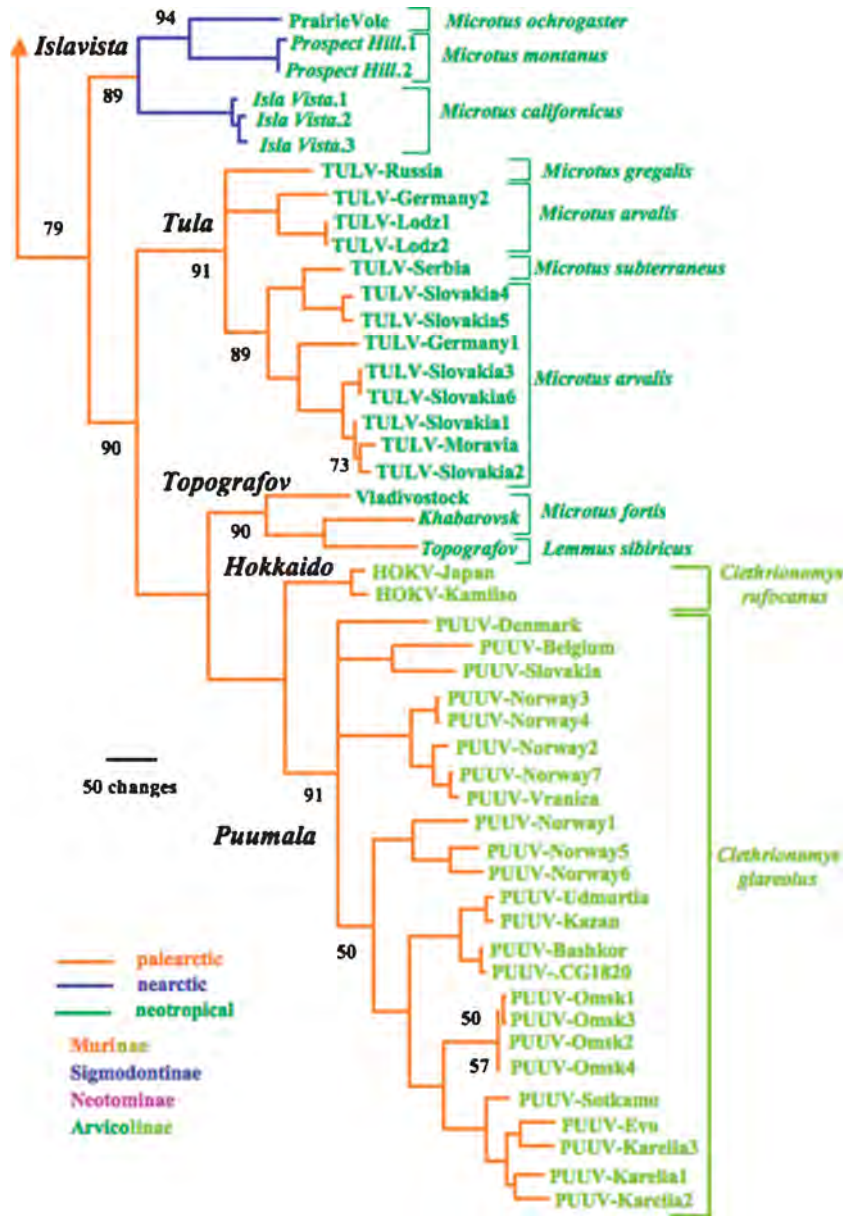 94
PrairieVole
Microtus ochrogaster
Islavista
Prospect Hill.1
Prospect Hill.2
Microtus montanus
89
Isla Vista.1
Isla Vista.2
Isla Vista.3
Microtus californicus
TULV-Russia
Microtus gregalis
79
Tula
TULV-Germany2
TULV-Lodz1
TULV-Lodz2
Microtus arvalis
91
TULV-Serbia
Microtus subterraneus
TULV-Slovakia4
TULV-Slovakia5
89
TULV-Germany1
TULV-Slovakia3
TULV-Slovakia6
Microtus arvalis
90
TULV-Slovakia1
TULV-Moravia
73
TULV-Slovakia2
Topografov
Vladivostock
90
Khabarovsk
Microtus fortis
Topografov
Lemmus sibiricus
Hokkaido
HOKV-Japan
HOKV-Kamiiso
Clethrionomys
rufocanus
PUUV-Denmark
PUUV-Belgium
PUUV-Slovakia
PUUV-Norway3
PUUV-Norway4
PUUV-Norway2
50 changes
91
PUUV-Norway7
PUUV-Vranica
Puumala
PUUV-Norway1
PUUV-Norway5
PUUV-Norway6
Clethrionomys
glareolus
PUUV-Udmurtia
PUUV-Kazan
50
PUUV-Bashkor
PUUV-.CG1820
palearctic
nearctic
neotropical
50
PUUV-Omsk1
PUUV-Omsk3
PUUV-Omsk2
57
PUUV-Omsk4
Murinae
Sigmodontinae
Neotominae
Arvicolinae
PUUV-Sotkamo
PUUV-Evo
PUUV-Karelia3
PUUV-Karelia1
PUUV-Karelia2